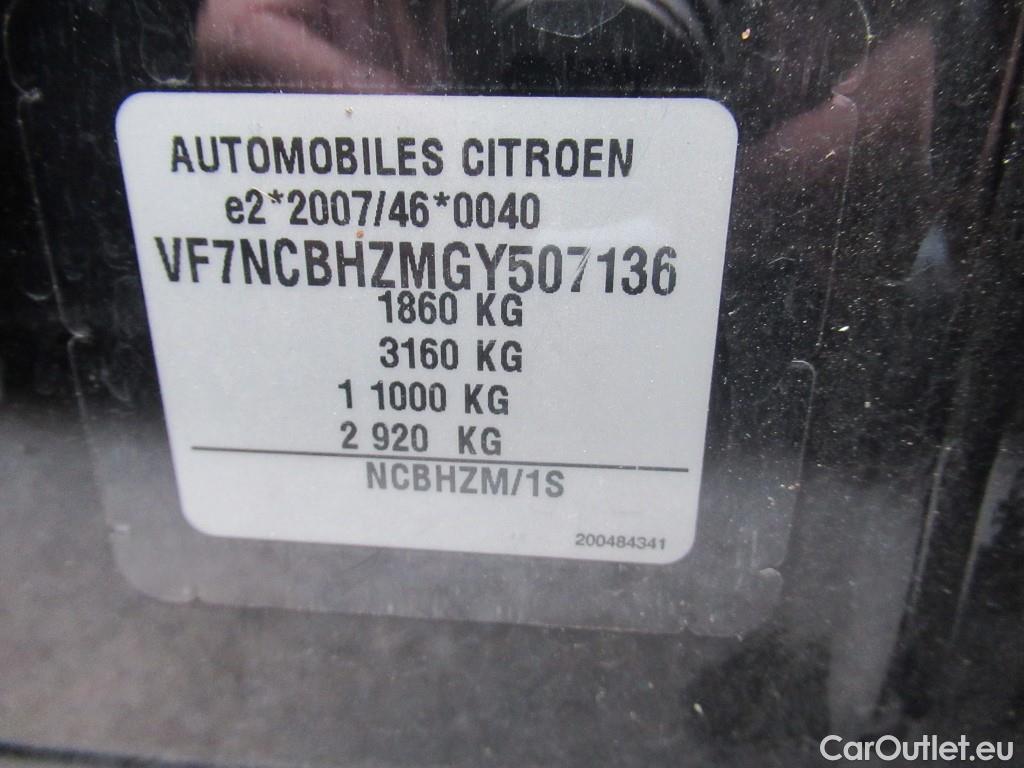 AUTOMOBILES CITROEN
e2*2007/46*0040
VF7NCBHZMGY507136
1860 KG
3160 KG
1 1000 KG
2 920 KG
NCBHZM/1S
200484341
CarOutlet.eu